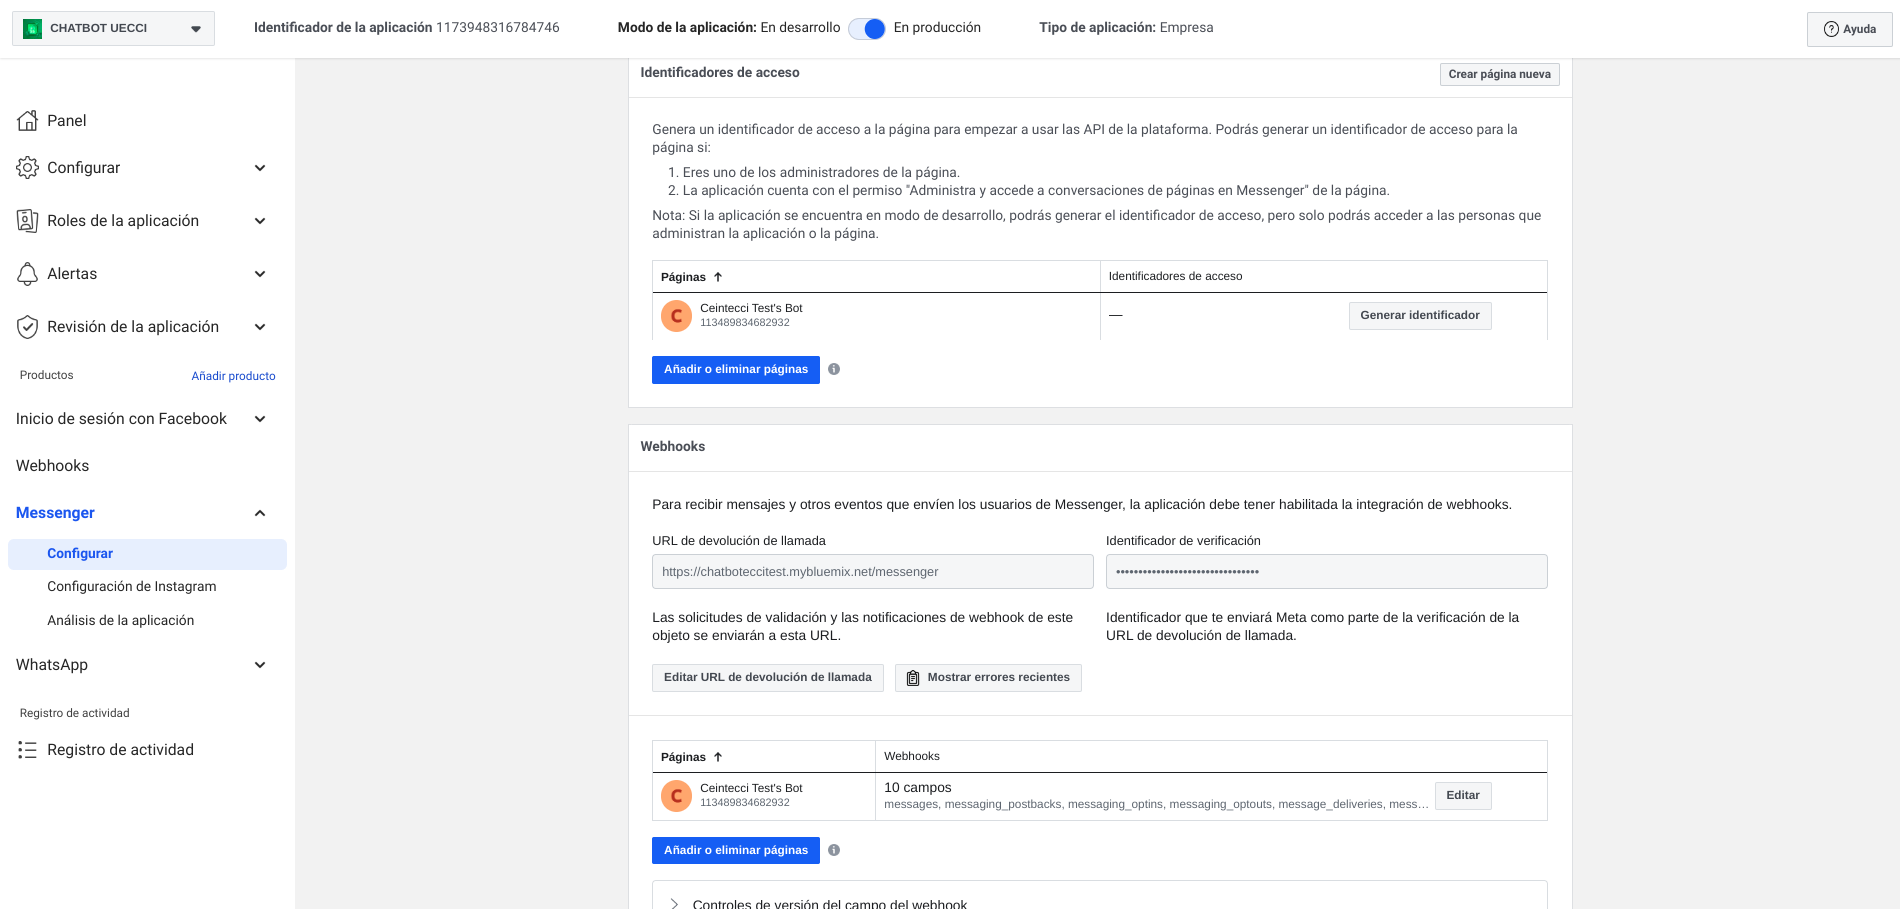 CHATBOT UECCI
Identificador de la aplicación 1173948316784746
Modo de la aplicación: En desarrollo En producción
Tipo de aplicación: Empresa
Ayuda
Panel
Configurar
Roles de la aplicación
Alertas
Revisión de la aplicación
Productos Añadir producto
Inicio de sesión con Facebook
Webhooks
Messenger
Configurar
Configuración de Instagram
Análisis de la aplicación
WhatsApp
Registro de actividad
Registro de actividad
Identificadores de acceso
Crear página nueva
Genera un identificador de acceso a la página para empezar a usar las API de la plataforma. Podrás generar un identificador de acceso para la
página si:
1. Eres uno de los administradores de la página.
2. La aplicación cuenta con el permiso "Administra y accede a conversaciones de páginas en Messenger" de la página.
Nota: Si la aplicación se encuentra en modo de desarrollo, podrás generar el identificador de acceso, pero solo podrás acceder a las personas que
administran la aplicación o la página.
Páginas ↑ Identificadores de acceso
C Ceintecci Test's Bot
113489834682932
— Generar identificador
Añadir o eliminar páginas
Webhooks
Para recibir mensajes y otros eventos que envíen los usuarios de Messenger, la aplicación debe tener habilitada la integración de webhooks.
URL de devolución de llamada
https://chatboteccitest.mybluemix.net/messenger
Las solicitudes de validación y las notificaciones de webhook de este
objeto se enviarán a esta URL.
Identificador de verificación
••••••••••••••••••••••••••••••••
Identificador que te enviará Meta como parte de la verificación de la
URL de devolución de llamada.
Editar URL de devolución de llamada Mostrar errores recientes
Páginas ↑ Webhooks
C Ceintecci Test's Bot
113489834682932
10 campos
messages, messaging_postbacks, messaging_optins, messaging_optouts, message_deliveries, mess…
Editar
Añadir o eliminar páginas
Controles de versión del campo del webhook